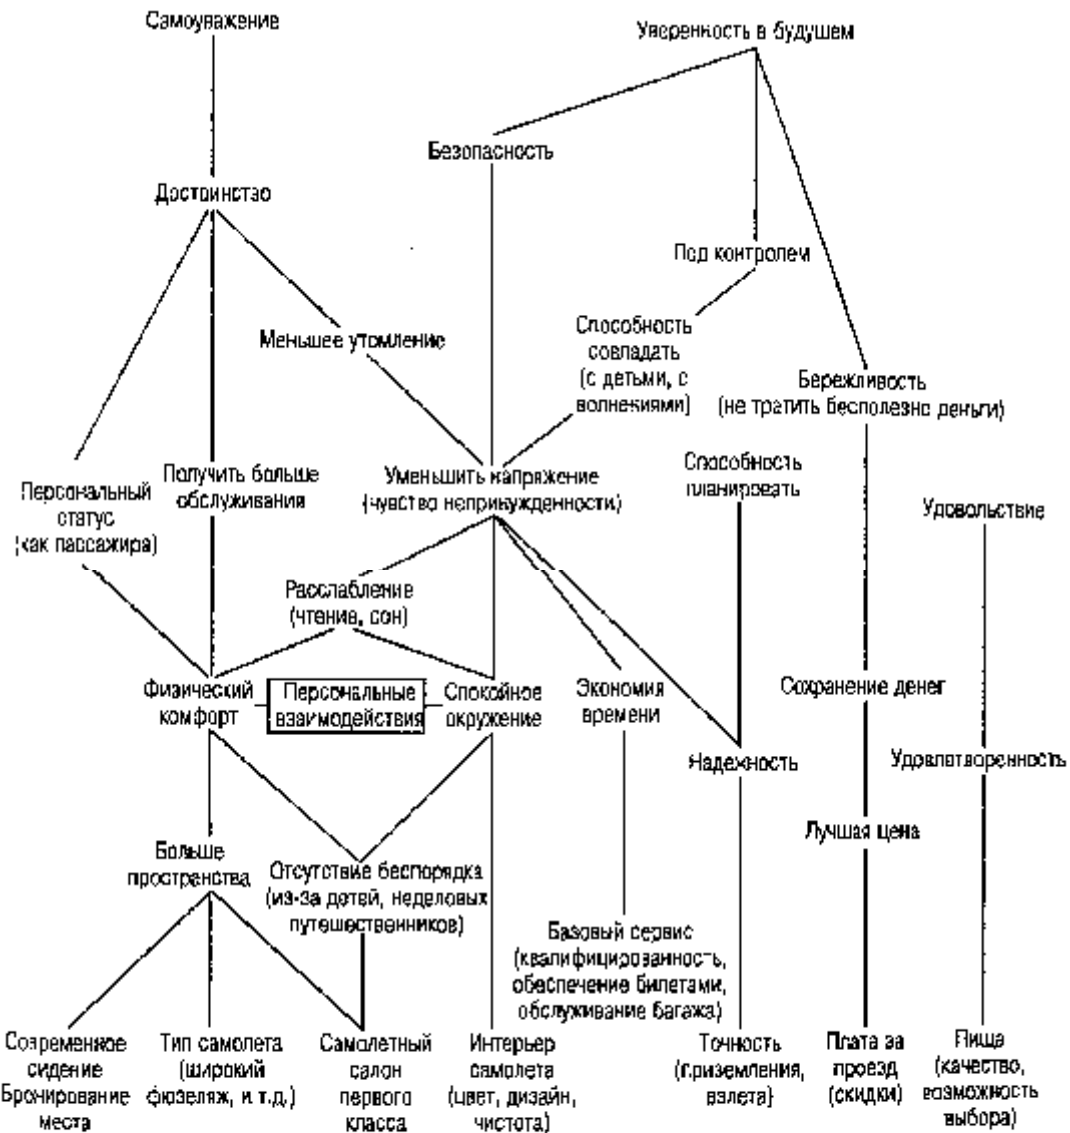 Самоуважение
Уверенность в будушем
Безопасность
Достоинство
Под контролем
Меньшее утомление
Способность
совладать
(с детьми, с
волнениями)
Бережливость
(не тратить бесполезно деньги)
Персональный
статус
(как пассажира)
Получить больше
обслуживания
Уменьшить напряжение
(чувство непринужденности)
Способность
планировать
Удовольствие
Расслабление
(чтение, сон)
Физический
комфорт
Персональные
взаимодействия
Спокойное
окружение
Экономия
времени
Сохранение денег
Надежность
Удовлетворенность
Лучшая цена
Больше
пространства
Отсутствие беспорядка
(из-за детей, неделовых
путешественников)
Базовый сервис
(квалифицированность,
обеспечение билетами,
обслуживание багажа)
Современное
сидение
Бронирование
места
Тип самолета
(широкий
фюзеляж, и т.д.)
Самолетный
салон
первого
класса
Интерьер
самолета
(цвет, дизайн,
чистота)
Точность
(приземления,
взлета)
Плата за
проезд
(скидки)
Пища
(качество,
возможность
выбора)